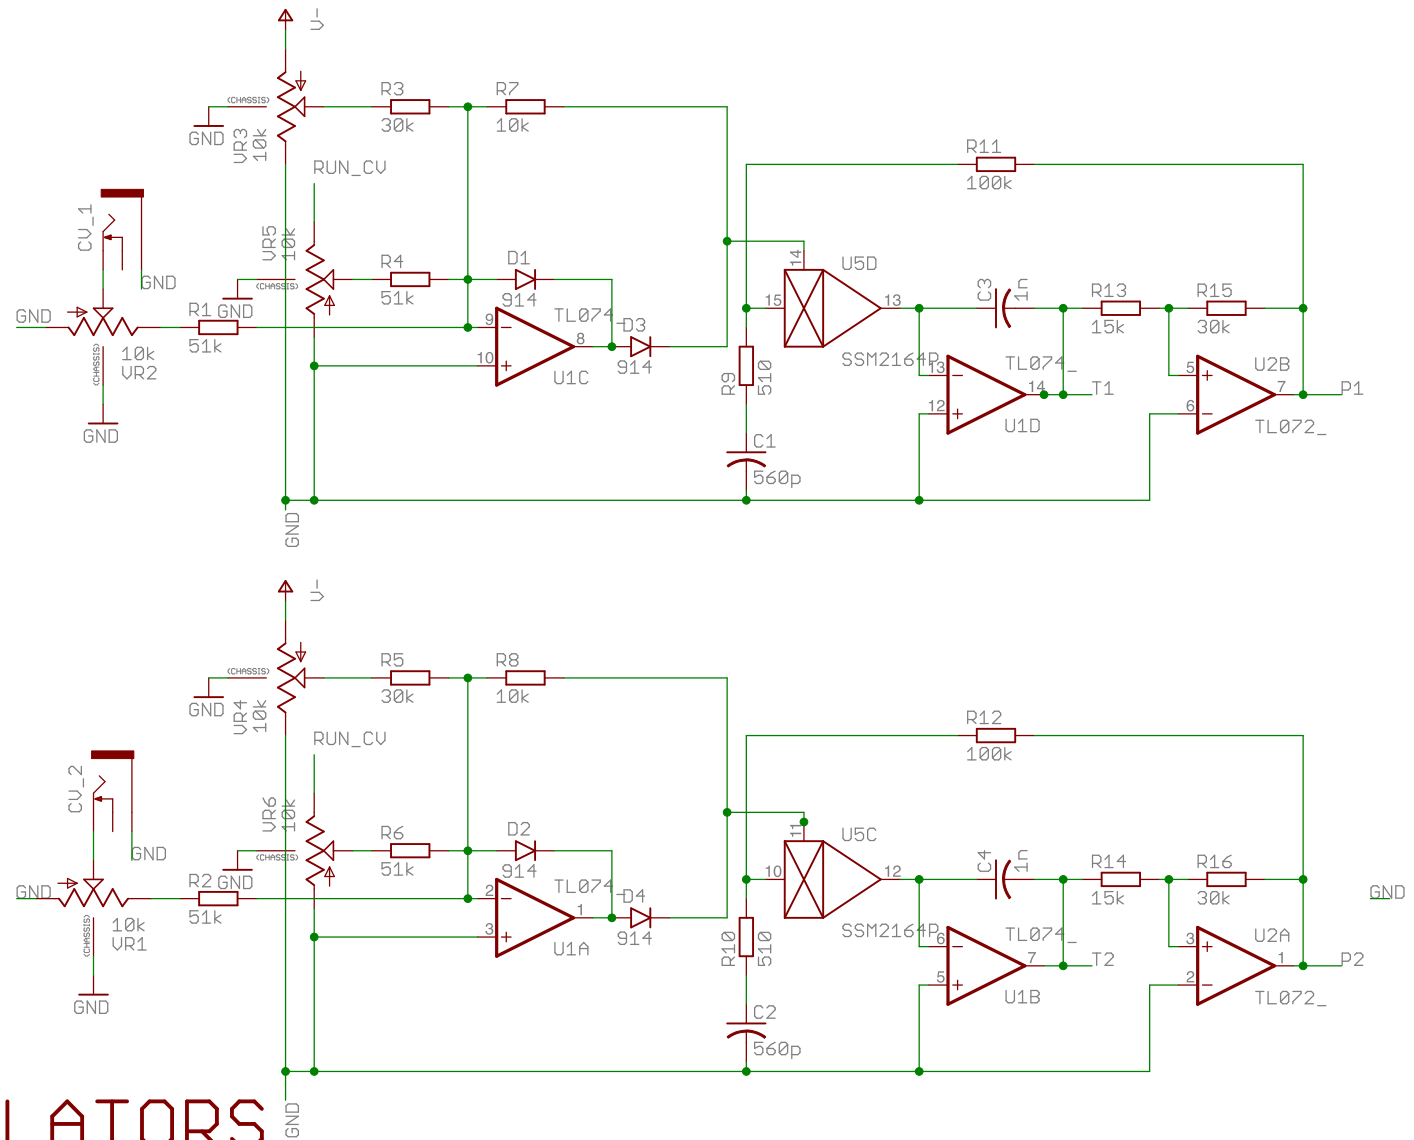 V-
(CHASSIS)
GND
VR3
10k
R3
30k
R7
10k
RUN_CV
R11
100k
CV_1
GND
VR5
10k
(CHASSIS)
GND
R4
51k
D1
914
14
U5D
15
13
SSM2164P
C3
1n
R13
15k
R15
30k
GND
10k
VR2
(CHASSIS)
GND
R1
51k
9
10
8
TL074_
U1C
D3
914
R9
510
C1
560p
13
12
14
TL074_
U1D
T1
5
6
7
U2B
TL072_
P1
GND
V-
(CHASSIS)
GND
VR4
10k
R5
30k
R8
10k
RUN_CV
R12
100k
CV_2
GND
VR6
10k
(CHASSIS)
GND
R6
51k
D2
914
11
U5C
10
12
SSM2164P
C4
1n
R14
15k
R16
30k
GND
GND
10k
VR1
(CHASSIS)
GND
R2
51k
2
3
1
TL074_
U1A
D4
914
R10
510
C2
560p
6
5
7
TL074_
U1B
T2
3
2
1
U2A
TL072_
P2
GND
LATORS